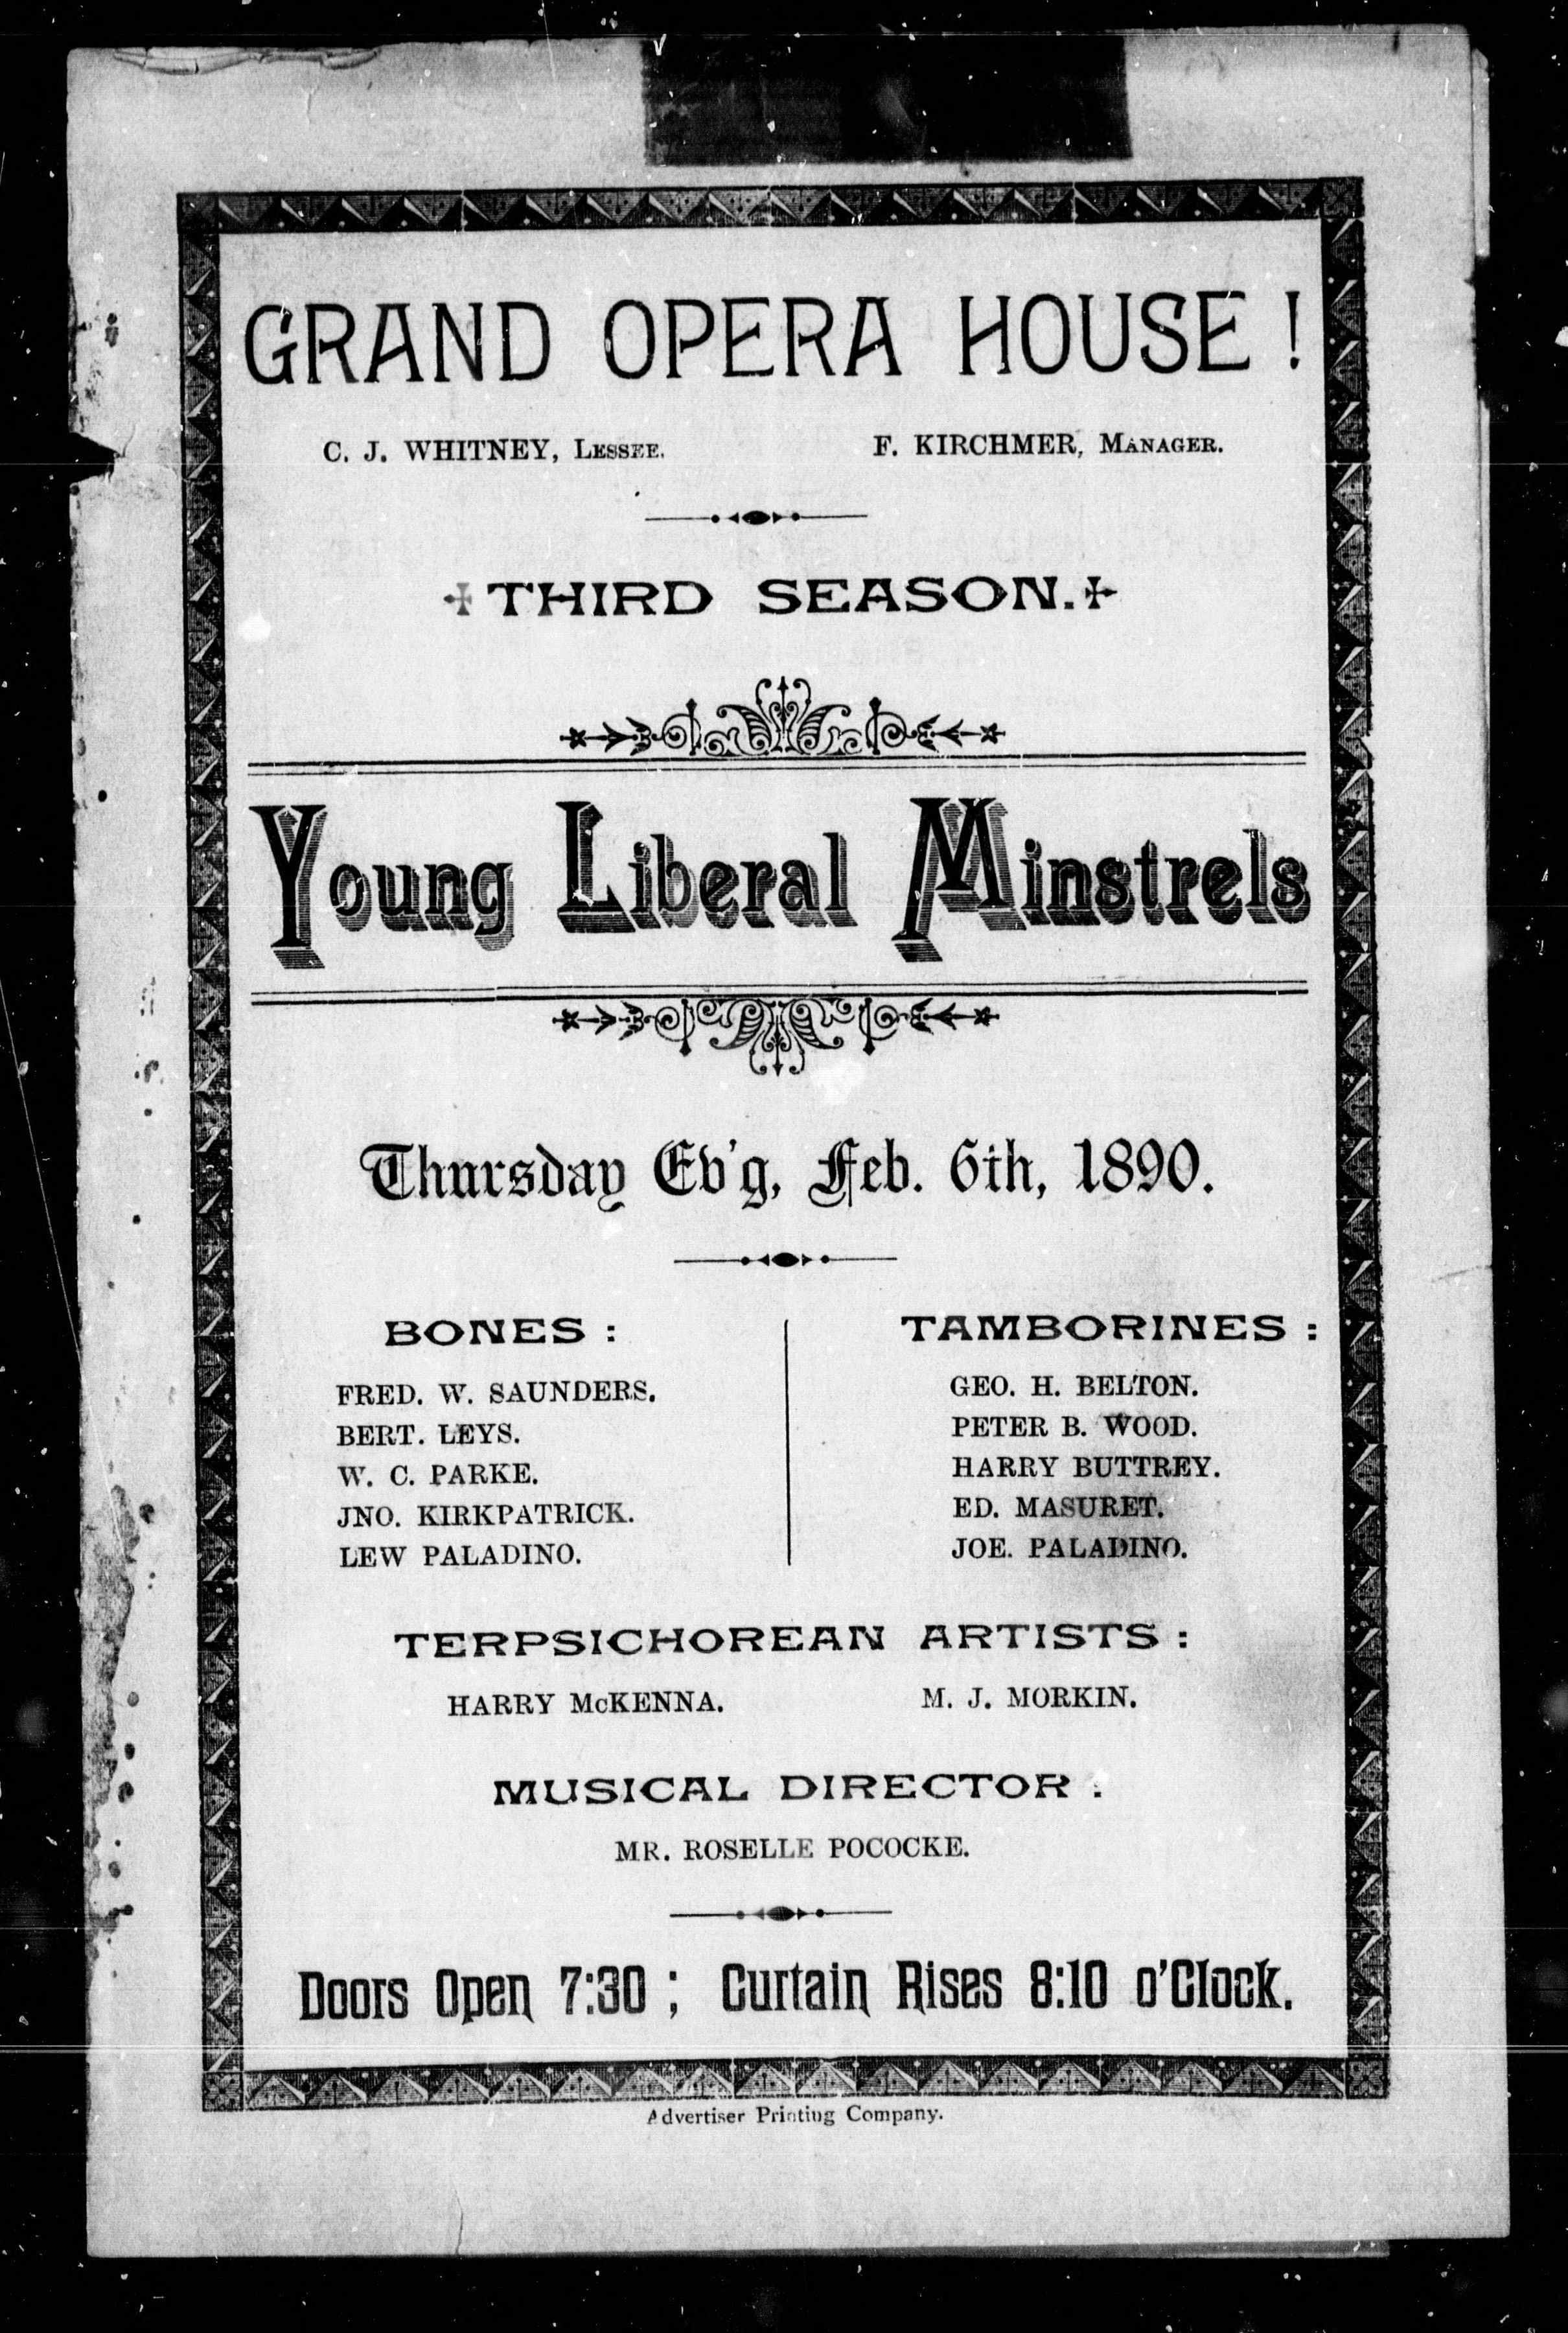 GRAND OPERA HOUSE !
C. J. WHITNEY, LESSEE. F. KIRCHMER, MANAGER.
THIRD SEASON.
Young Liberal Minstrels
Thursday Ev'g, Feb. 6th, 1890.
BONES :
FRED. W. SAUNDERS.
BERT. LEYS.
W. C. PARKE.
JNO. KIRKPATRICK.
LEW PALADINO.
TAMBORINES :
GEO. H. BELTON.
PETER B. WOOD.
HARRY BUTTREY.
ED. MASURET.
JOE. PALADINO.
TERPSICHOREAN ARTISTS :
HARRY McKENNA. M. J. MORKIN.
MUSICAL DIRECTOR :
MR. ROSELLE POCOCKE.
Doors Open 7:30 ; Curtain Rises 8:10 o'Clock.
Advertiser Printing Company.